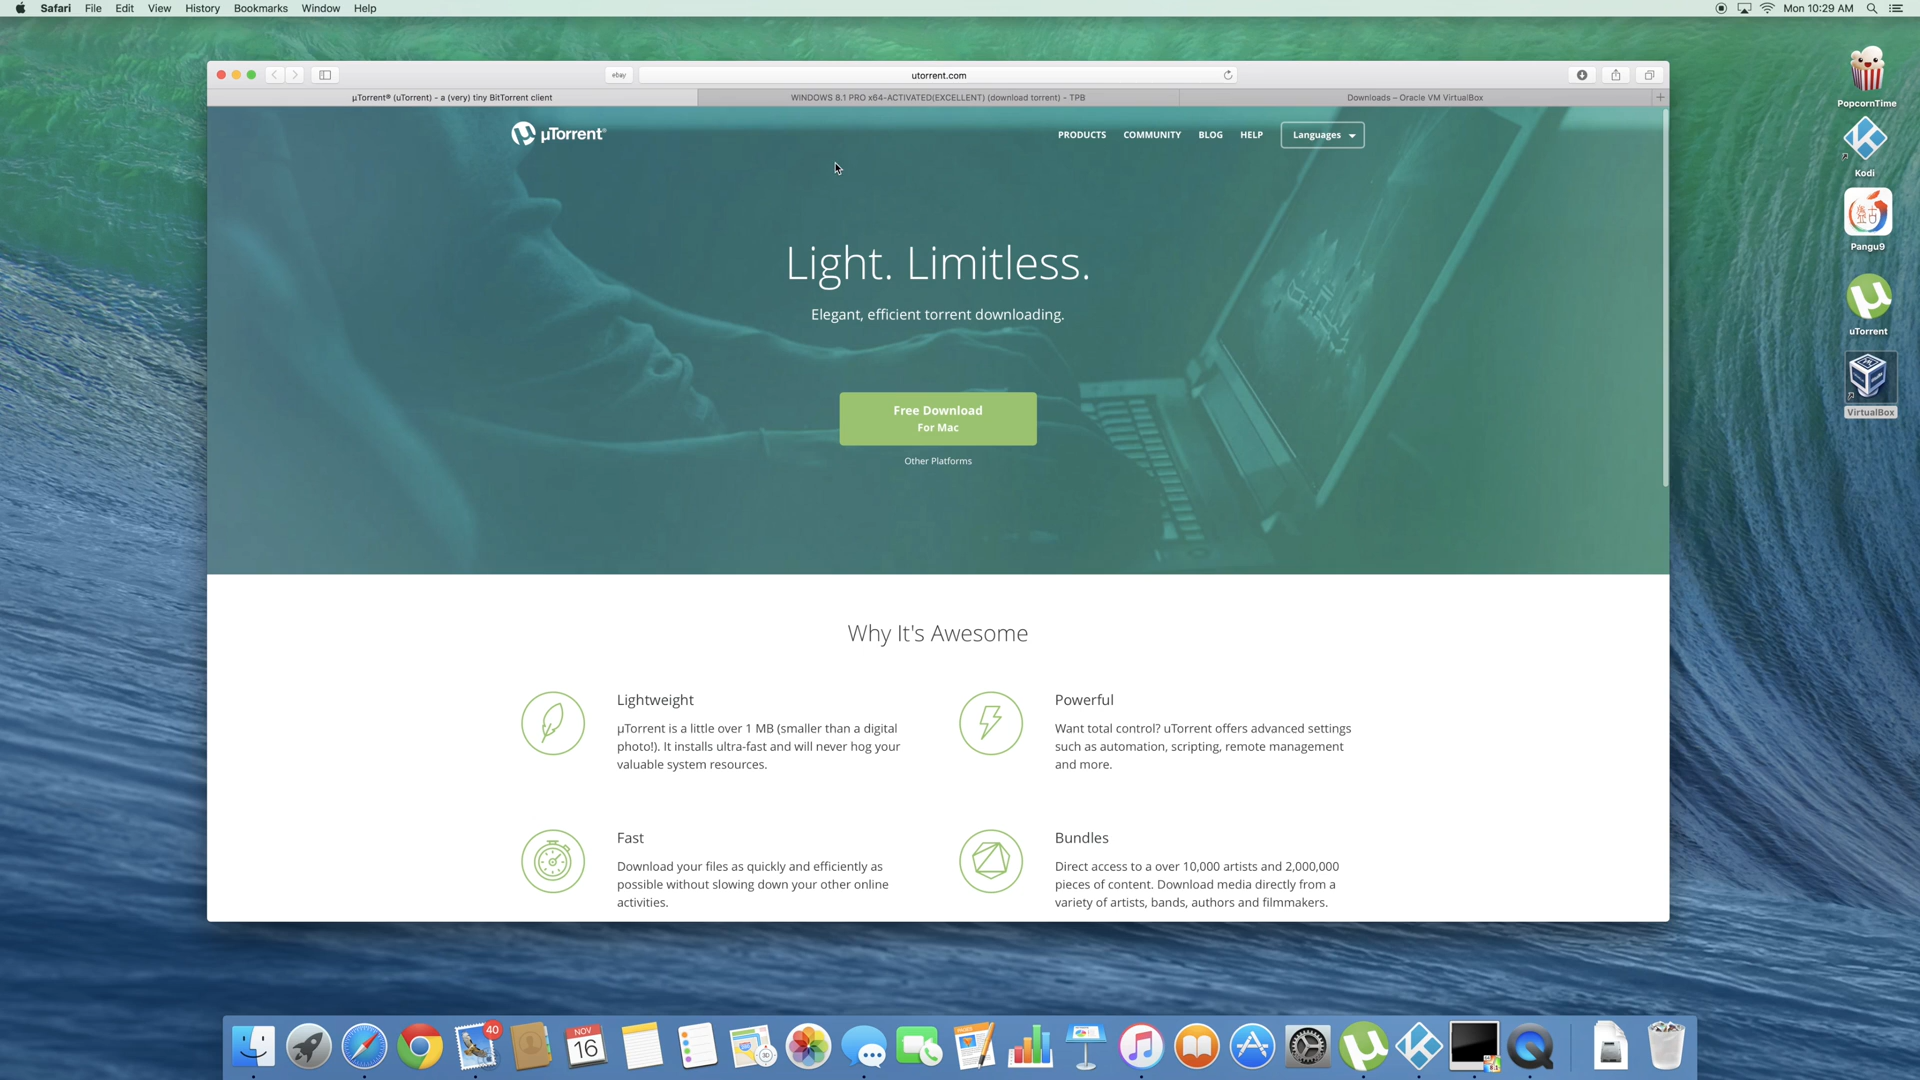 Safari File Edit View History Bookmarks Window Help
Mon 10:29 AM
ebay
utorrent.com
µTorrent® (uTorrent) - a (very) tiny BitTorrent client
WINDOWS 8.1 PRO x64-ACTIVATED(EXCELLENT) (download torrent) - TPB
Downloads – Oracle VM VirtualBox
µTorrent®
PRODUCTS COMMUNITY BLOG HELP Languages
Light. Limitless.
Elegant, efficient torrent downloading.
Free Download
For Mac
Other Platforms
Why It's Awesome
Lightweight
µTorrent is a little over 1 MB (smaller than a digital
photo!). It installs ultra-fast and will never hog your
valuable system resources.
Powerful
Want total control? uTorrent offers advanced settings
such as automation, scripting, remote management
and more.
Fast
Download your files as quickly and efficiently as
possible without slowing down your other online
activities.
Bundles
Direct access to a over 10,000 artists and 2,000,000
pieces of content. Download media directly from a
variety of artists, bands, authors and filmmakers.
PopcornTime
Kodi
Pangu9
uTorrent
VirtualBox
40
NOV
16
3D
PAGES
8.1